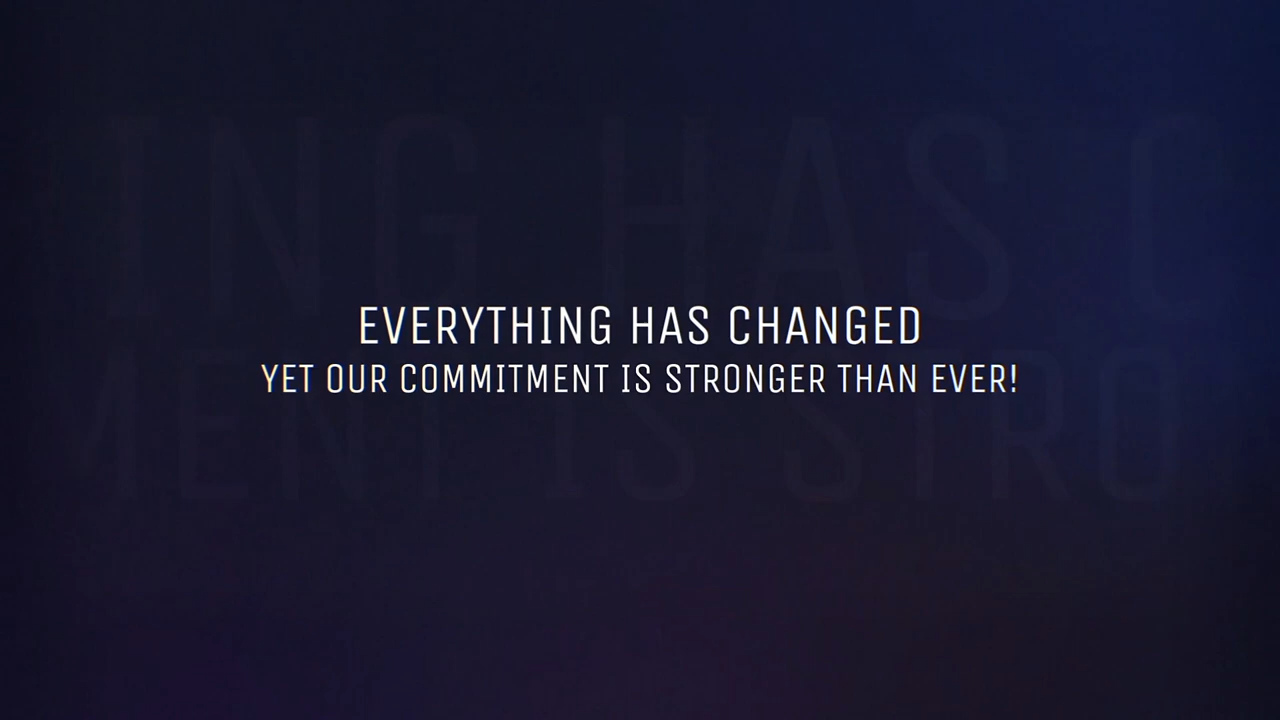 EVERYTHING HAS CHANGED
YET OUR COMMITMENT IS STRONGER THAN EVER!